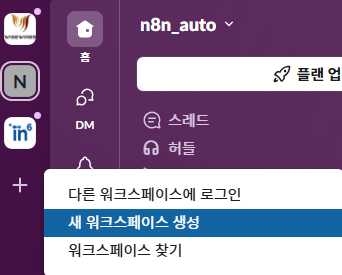 WISEWIRES
n8n_auto
N
홈
플랜 업
DM
스레드
in6
허들
다른 워크스페이스에 로그인
새 워크스페이스 생성
워크스페이스 찾기